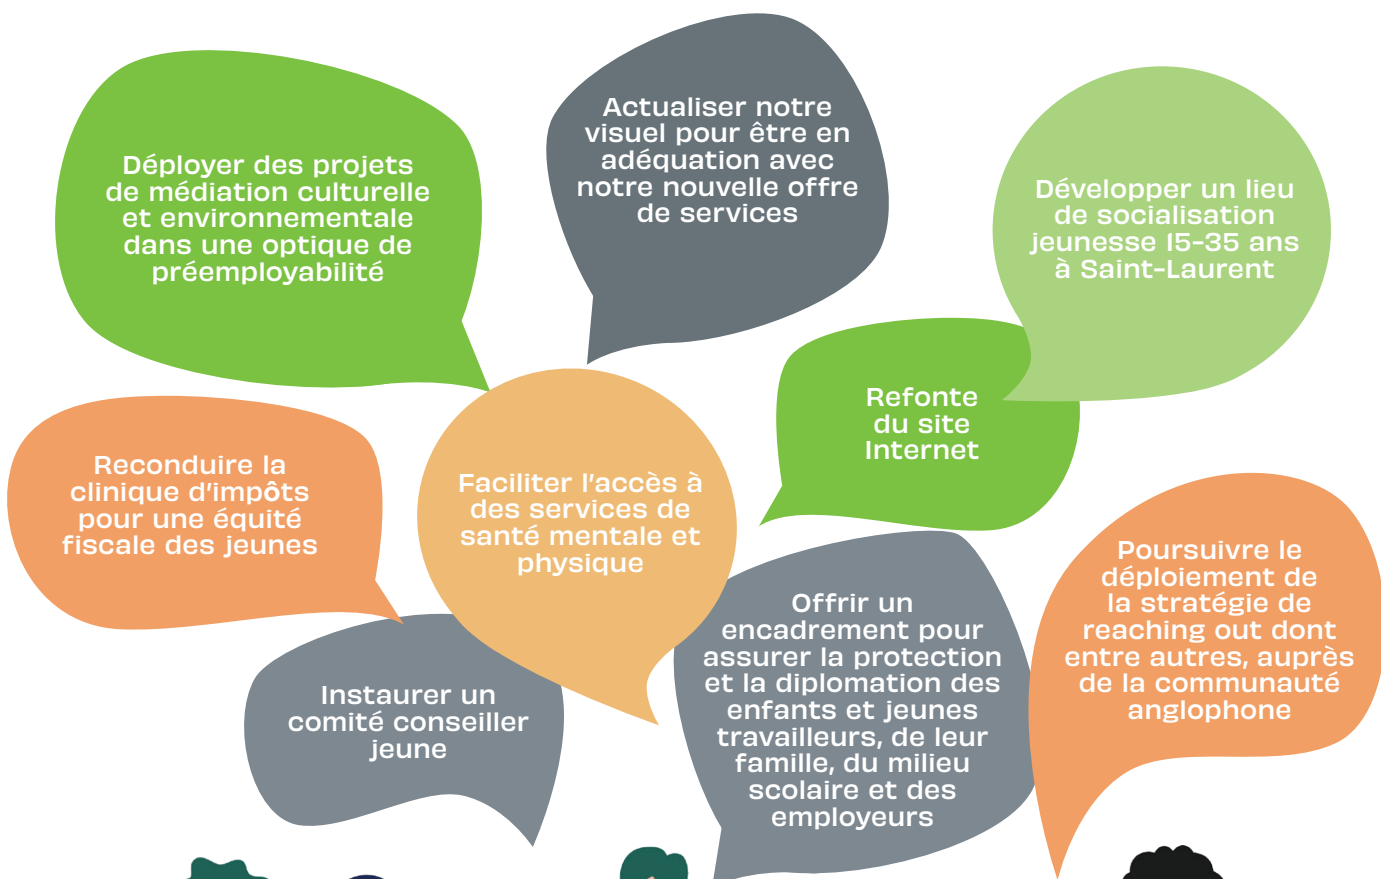 Déployer des projets
de médiation culturelle
et environnementale
dans une optique de
préemployabilité
Actualiser notre
visuel pour être en
adéquation avec
notre nouvelle offre
de services
Développer un lieu
de socialisation
jeunesse 15-35 ans
à Saint-Laurent
Refonte
du site
Internet
Reconduire la
clinique d'impôts
pour une équité
fiscale des jeunes
Faciliter l'accès à
des services de
santé mentale et
physique
Poursuivre le
déploiement de
la stratégie de
reaching out dont
entre autres, auprès
de la communauté
anglophone
Offrir un
encadrement pour
assurer la protection
et la diplomation des
enfants et jeunes
travailleurs, de leur
famille, du milieu
scolaire et des
employeurs
Instaurer un
comité conseiller
jeune